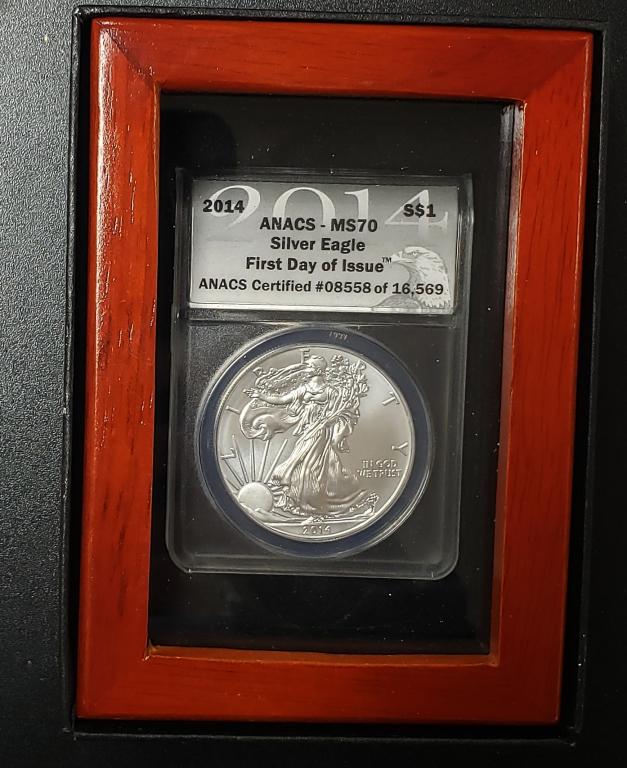 2014
2014 S$1
ANACS - MS70
Silver Eagle
First Day of Issue™
ANACS Certified #08558 of 16,569
LIBERTY
IN GOD
WE TRUST
2014